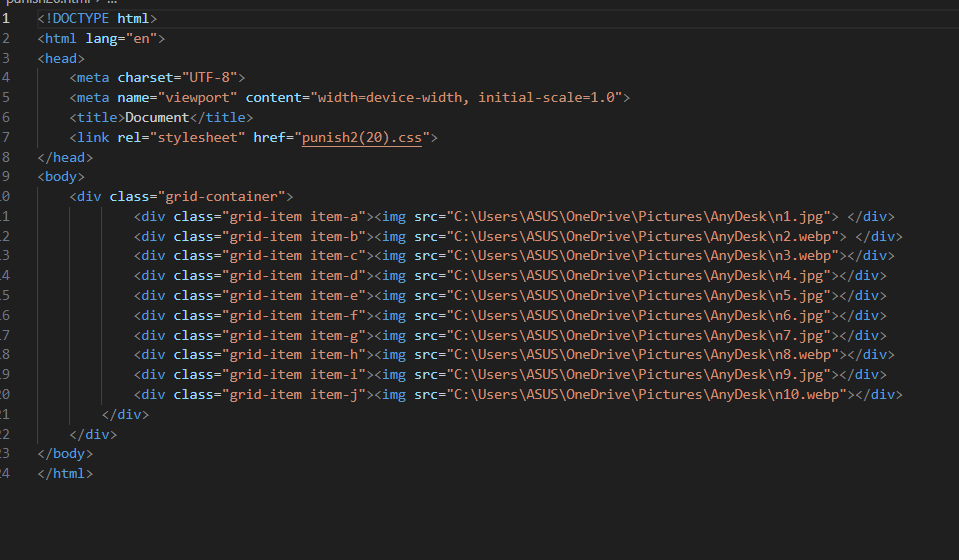 punish20.html > ...
1 <!DOCTYPE html>
2 <html lang="en">
3 <head>
4 <meta charset="UTF-8">
5 <meta name="viewport" content="width=device-width, initial-scale=1.0">
6 <title>Document</title>
7 <link rel="stylesheet" href="punish2(20).css">
8 </head>
9 <body>
10 <div class="grid-container">
11 <div class="grid-item item-a"><img src="C:\Users\ASUS\OneDrive\Pictures\AnyDesk\n1.jpg"> </div>
12 <div class="grid-item item-b"><img src="C:\Users\ASUS\OneDrive\Pictures\AnyDesk\n2.webp"> </div>
13 <div class="grid-item item-c"><img src="C:\Users\ASUS\OneDrive\Pictures\AnyDesk\n3.webp"></div>
14 <div class="grid-item item-d"><img src="C:\Users\ASUS\OneDrive\Pictures\AnyDesk\n4.jpg"></div>
15 <div class="grid-item item-e"><img src="C:\Users\ASUS\OneDrive\Pictures\AnyDesk\n5.jpg"></div>
16 <div class="grid-item item-f"><img src="C:\Users\ASUS\OneDrive\Pictures\AnyDesk\n6.jpg"></div>
17 <div class="grid-item item-g"><img src="C:\Users\ASUS\OneDrive\Pictures\AnyDesk\n7.jpg"></div>
18 <div class="grid-item item-h"><img src="C:\Users\ASUS\OneDrive\Pictures\AnyDesk\n8.webp"></div>
19 <div class="grid-item item-i"><img src="C:\Users\ASUS\OneDrive\Pictures\AnyDesk\n9.jpg"></div>
20 <div class="grid-item item-j"><img src="C:\Users\ASUS\OneDrive\Pictures\AnyDesk\n10.webp"></div>
21 </div>
22 </div>
23 </body>
24 </html>